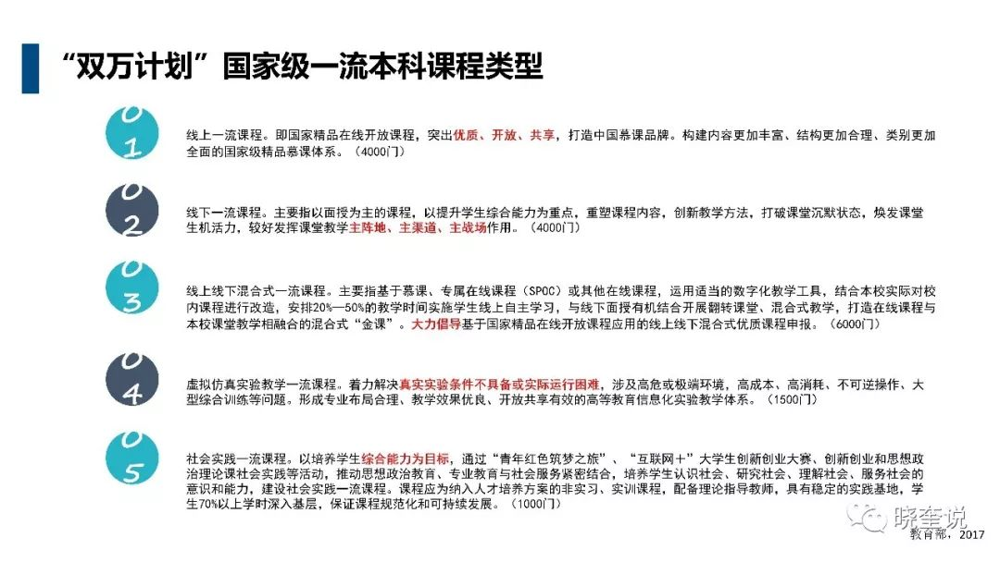 “双万计划”国家级一流本科课程类型
01
线上一流课程。即国家精品在线开放课程，突出优质、开放、共享，打造中国慕课品牌。构建内容更加丰富、结构更加合理、类别更加
全面的国家级精品慕课体系。（4000门）
02
线下一流课程。主要指以面授为主的课程，以提升学生综合能力为重点，重塑课程内容，创新教学方法，打破课堂沉默状态，焕发课堂
生机活力，较好发挥课堂教学主阵地、主渠道、主战场作用。（4000门）
03
线上线下混合式一流课程。主要指基于慕课、专属在线课程（SPOC）或其他在线课程，运用适当的数字化教学工具，结合本校实际对校
内课程进行改造，安排20%—50%的教学时间实施学生线上自主学习，与线下面授有机结合开展翻转课堂、混合式教学，打造在线课程与
本校课堂教学相融合的混合式“金课”。大力倡导基于国家精品在线开放课程应用的线上线下混合式优质课程申报。（6000门）
04
虚拟仿真实验教学一流课程。着力解决真实实验条件不具备或实际运行困难，涉及高危或极端环境，高成本、高消耗、不可逆操作、大
型综合训练等问题。形成专业布局合理、教学效果优良、开放共享有效的高等教育信息化实验教学体系。（1500门）
05
社会实践一流课程。以培养学生综合能力为目标，通过“青年红色筑梦之旅”、“互联网＋”大学生创新创业大赛、创新创业和思想政
治理论课社会实践等活动，推动思想政治教育、专业教育与社会服务紧密结合，培养学生认识社会、研究社会、理解社会、服务社会的
意识和能力，建设社会实践一流课程。课程应为纳入人才培养方案的非实习、实训课程，配备理论指导教师，具有稳定的实践基地，学
生70%以上学时深入基层，保证课程规范化和可持续发展。（1000门）
晓奎说
教育部，2017